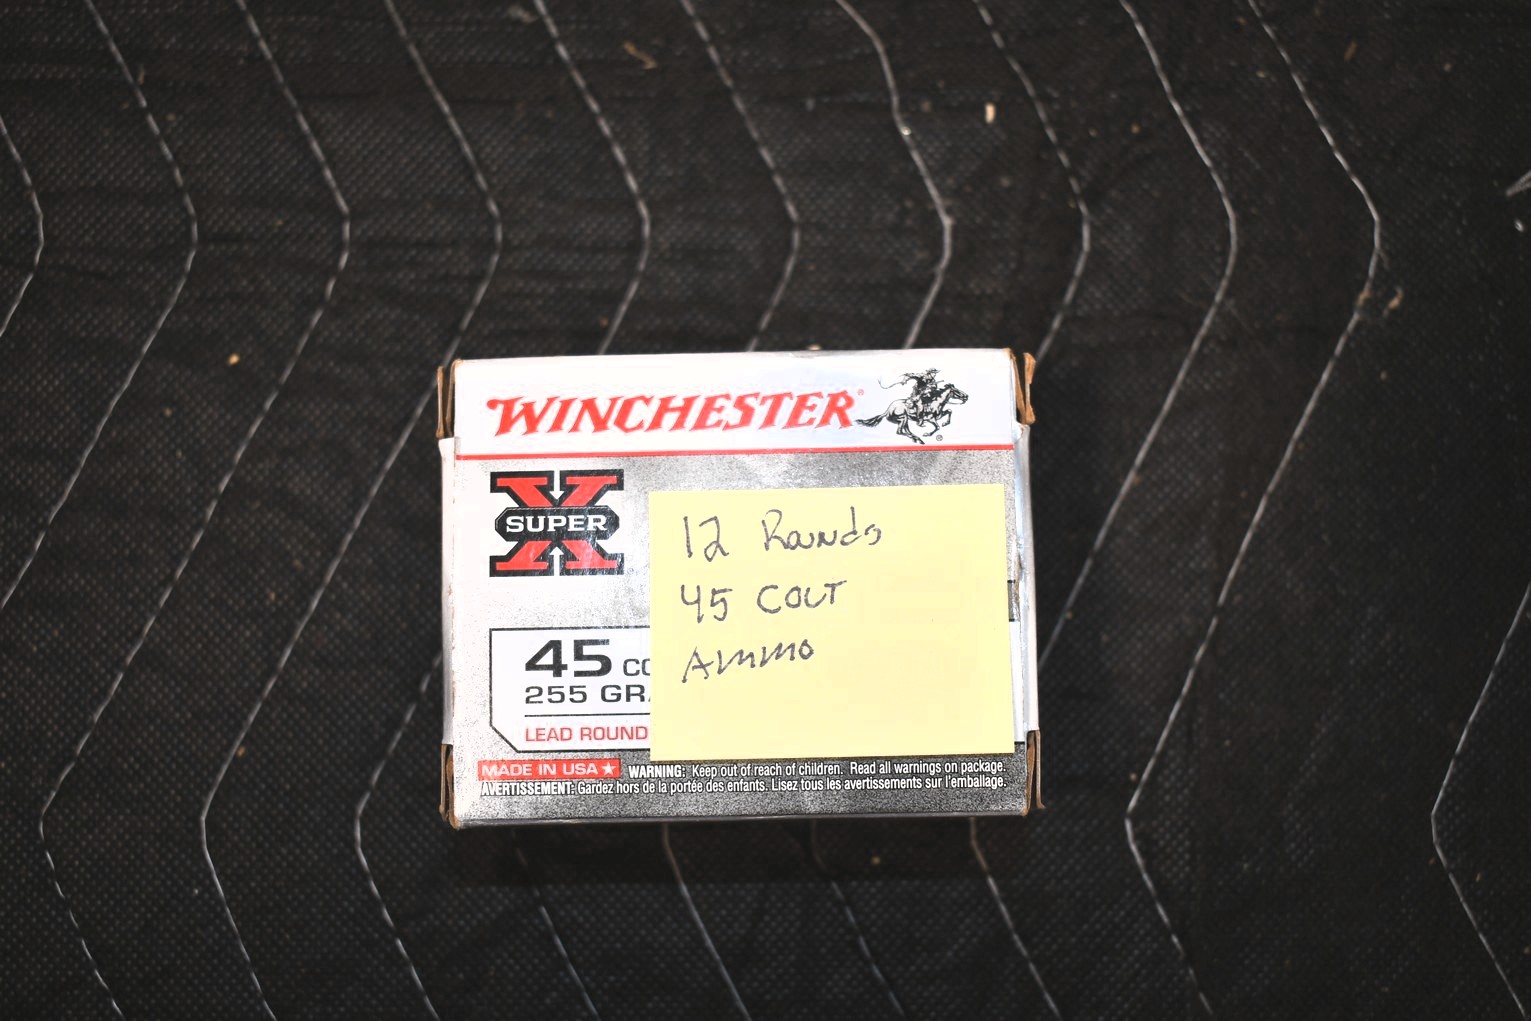 WINCHESTER®
SUPER X
12 Rounds
45 COLT
Ammo
45 CO
255 GR
LEAD ROUND
MADE IN USA ★ WARNING: Keep out of reach of children. Read all warnings on package.
AVERTISSEMENT: Gardez hors de la portée des enfants. Lisez tous les avertissements sur l'emballage.